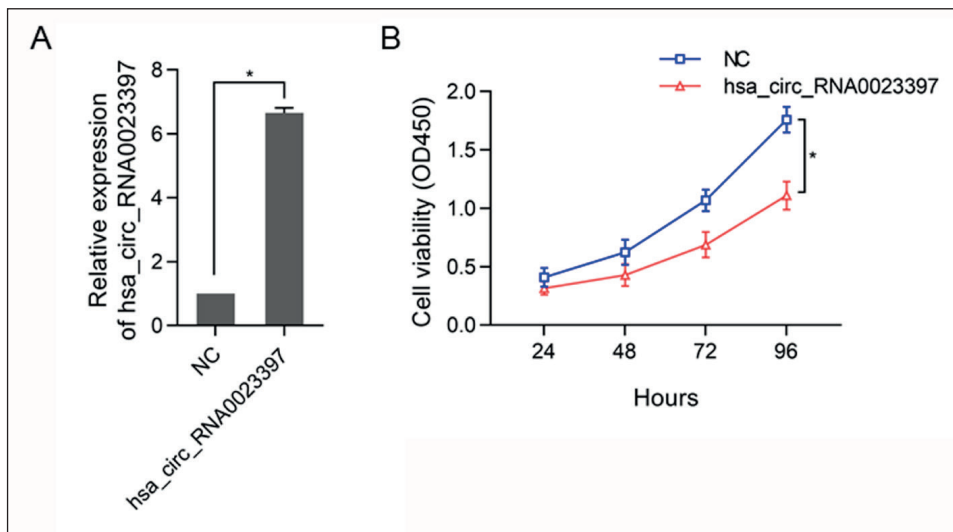 A
Relative expression
of hsa_circ_RNA0023397
8
6
4
2
0
*
NC
hsa_circ_RNA0023397
B
NC
hsa_circ_RNA0023397
Cell viability (OD450)
2.0
1.5
1.0
0.5
0.0
*
24 48 72 96
Hours